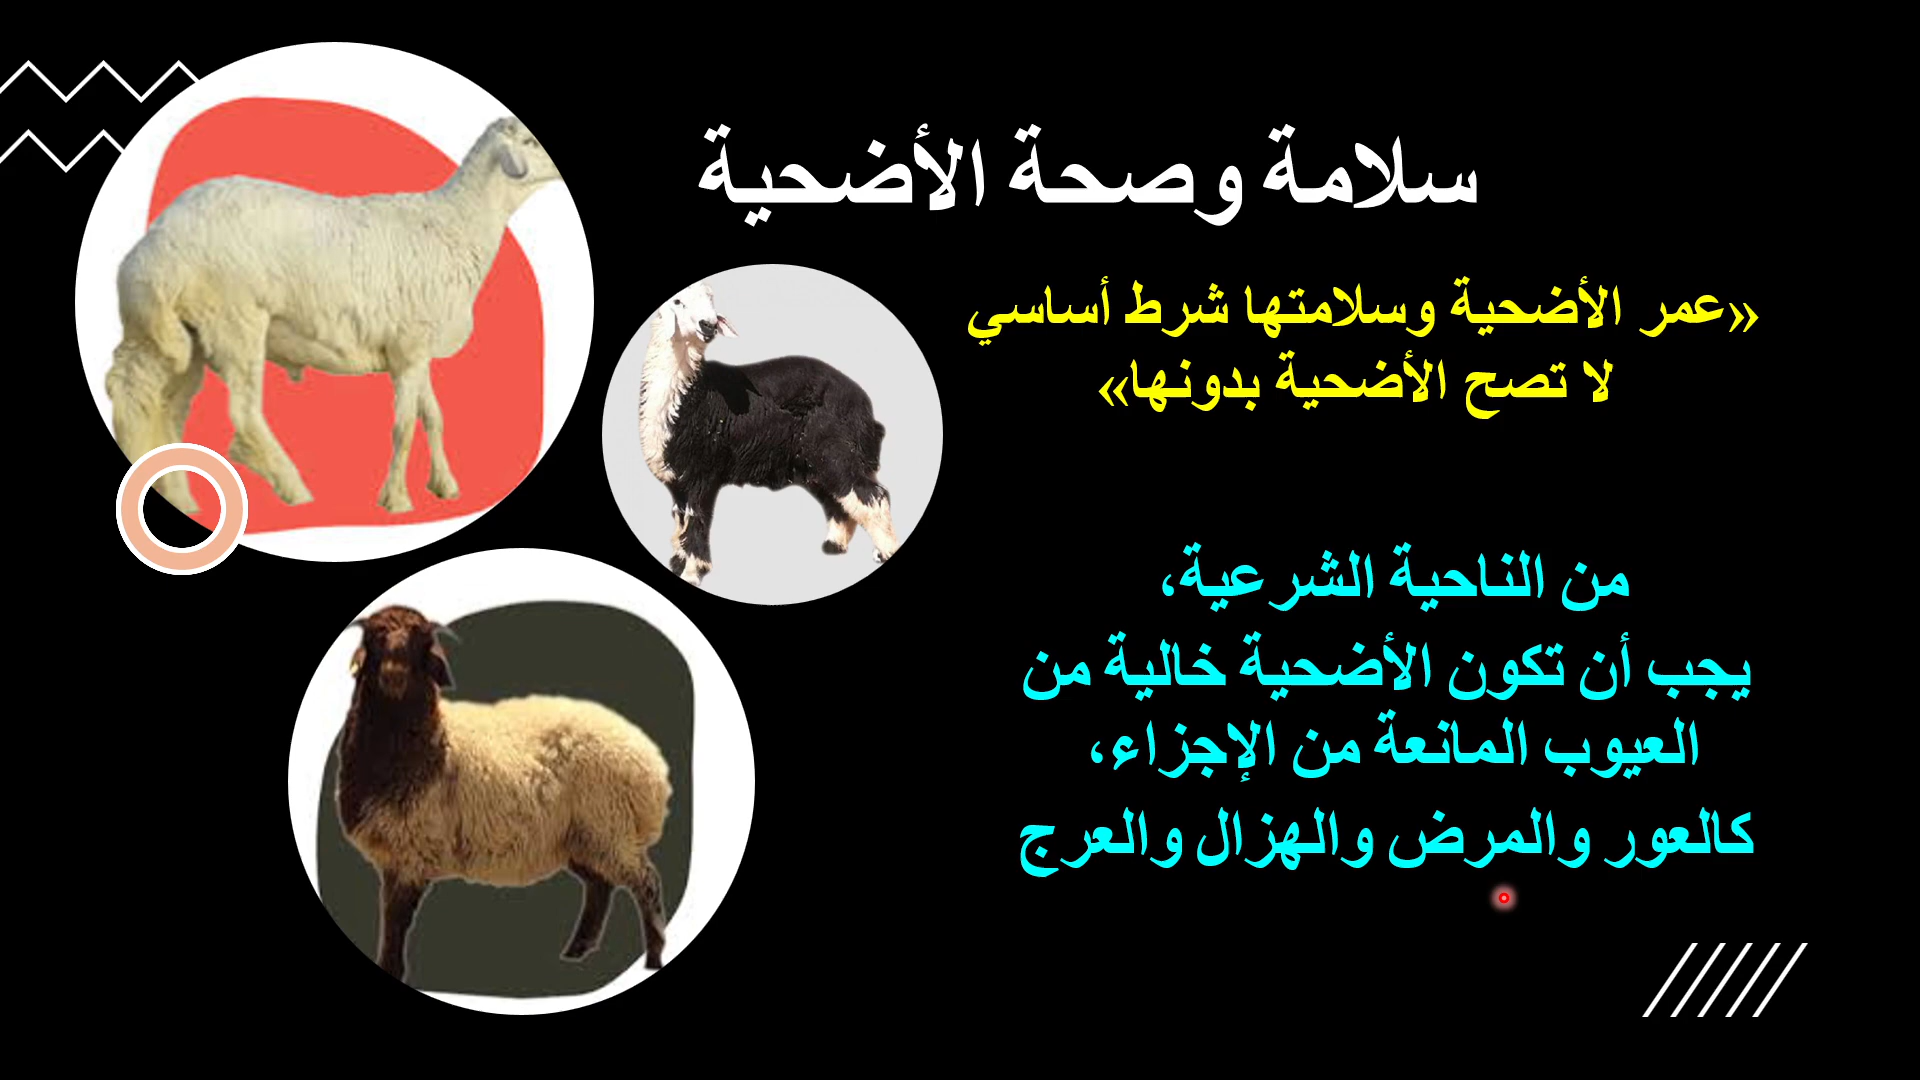 سلامة وصحة الأضحية
«عمر الأضحية وسلامتها شرط أساسي
لا تصح الأضحية بدونها»
من الناحية الشرعية،
يجب أن تكون الأضحية خالية من
العيوب المانعة من الإجزاء،
كالعور والمرض والهزال والعرج